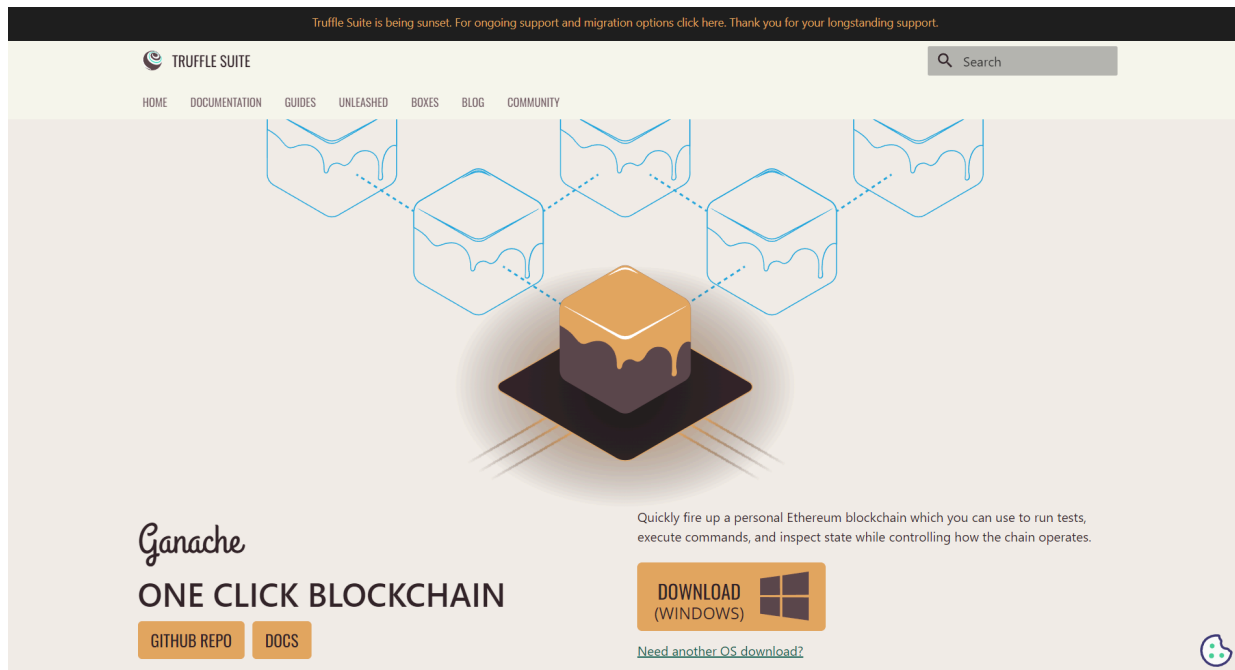 Truffle Suite is being sunset. For ongoing support and migration options click here. Thank you for your longstanding support.
TRUFFLE SUITE
Search
HOME DOCUMENTATION GUIDES UNLEASHED BOXES BLOG COMMUNITY
Ganache
ONE CLICK BLOCKCHAIN
GITHUB REPO DOCS
Quickly fire up a personal Ethereum blockchain which you can use to run tests,
execute commands, and inspect state while controlling how the chain operates.
DOWNLOAD
(WINDOWS)
Need another OS download?